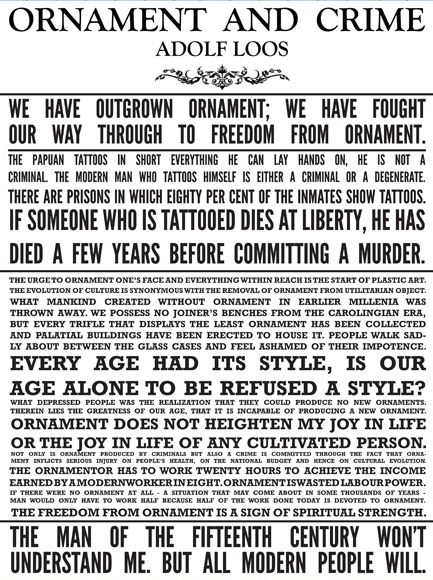 ORNAMENT AND CRIME
ADOLF LOOS
WE HAVE OUTGROWN ORNAMENT; WE HAVE FOUGHT
OUR WAY THROUGH TO FREEDOM FROM ORNAMENT.
THE PAPUAN TATTOOS IN SHORT EVERYTHING HE CAN LAY HANDS ON, HE IS NOT A
CRIMINAL. THE MODERN MAN WHO TATTOOS HIMSELF IS EITHER A CRIMINAL OR A DEGENERATE.
THERE ARE PRISONS IN WHICH EIGHTY PER CENT OF THE INMATES SHOW TATTOOS.
IF SOMEONE WHO IS TATTOOED DIES AT LIBERTY, HE HAS
DIED A FEW YEARS BEFORE COMMITTING A MURDER.
THE URGE TO ORNAMENT ONE'S FACE AND EVERYTHING WITHIN REACH IS THE START OF PLASTIC ART.
THE EVOLUTION OF CULTURE IS SYNONYMOUS WITH THE REMOVAL OF ORNAMENT FROM UTILITARIAN OBJECT.
WHAT MANKIND CREATED WITHOUT ORNAMENT IN EARLIER MILLENIA WAS
THROWN AWAY. WE POSSESS NO JOINER'S BENCHES FROM THE CAROLINGIAN ERA,
BUT EVERY TRIFLE THAT DISPLAYS THE LEAST ORNAMENT HAS BEEN COLLECTED
AND PALATIAL BUILDINGS HAVE BEEN ERECTED TO HOUSE IT. PEOPLE WALK SAD-
LY ABOUT BETWEEN THE GLASS CASES AND FEEL ASHAMED OF THEIR IMPOTENCE.
EVERY AGE HAD ITS STYLE, IS OUR
AGE ALONE TO BE REFUSED A STYLE?
WHAT DEPRESSED PEOPLE WAS THE REALIZATION THAT THEY COULD PRODUCE NO NEW ORNAMENTS.
THEREIN LIES THE GREATNESS OF OUR AGE, THAT IT IS INCAPABLE OF PRODUCING A NEW ORNAMENT.
ORNAMENT DOES NOT HEIGHTEN MY JOY IN LIFE
OR THE JOY IN LIFE OF ANY CULTIVATED PERSON.
NOT ONLY IS ORNAMENT PRODUCED BY CRIMINALS BUT ALSO A CRIME IS COMMITTED THROUGH THE FACT THAT ORNA-
MENT INFLICTS SERIOUS INJURY ON PEOPLE'S HEALTH, ON THE NATIONAL BUDGET AND HENCE ON CULTURAL EVOLUTION.
THE ORNAMENTOR HAS TO WORK TWENTY HOURS TO ACHIEVE THE INCOME
EARNED BY A MODERN WORKER IN EIGHT. ORNAMENT IS WASTED LABOUR POWER.
IF THERE WERE NO ORNAMENT AT ALL - A SITUATION THAT MAY COME ABOUT IN SOME THOUSANDS OF YEARS -
MAN WOULD ONLY HAVE TO WORK HALF BECAUSE HALF OF THE WORK DONE TODAY IS DEVOTED TO ORNAMENT.
THE FREEDOM FROM ORNAMENT IS A SIGN OF SPIRITUAL STRENGTH.
THE MAN OF THE FIFTEENTH CENTURY WON'T
UNDERSTAND ME. BUT ALL MODERN PEOPLE WILL.